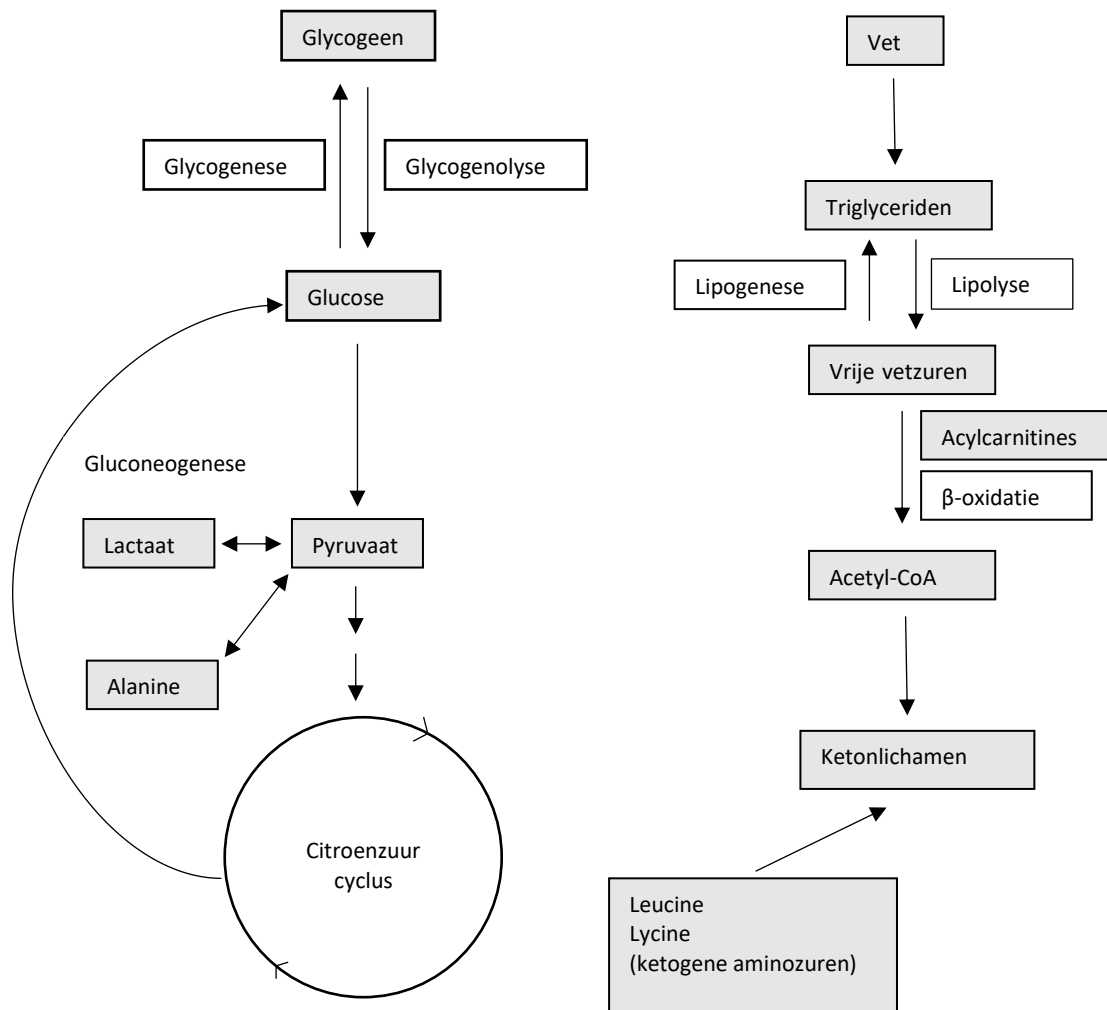 Glycogeen
Glycogenese
Glycogenolyse
Glucose
Gluconeogenese
Lactaat
Pyruvaat
Alanine
Citroenzuur
cyclus
Vet
Triglyceriden
Lipogenese
Lipolyse
Vrije vetzuren
Acylcarnitines
β-oxidatie
Acetyl-CoA
Ketonlichamen
Leucine
Lycine
(ketogene aminozuren)